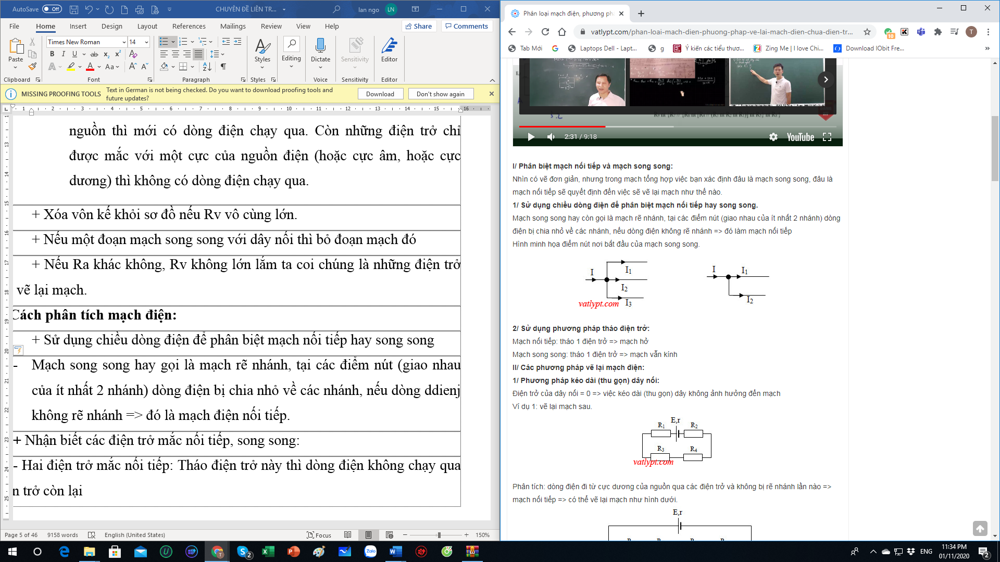 AutoSave Off CHUYÊN ĐỀ LIÊN TR... lan ngo LN
File Home Insert Design Layout References Mailings Review View Help Share Comments
Times New Roman 14
Paste Styles Editing Dictate Sensitivity Editor
Clipboard Font Paragraph Styles Voice Sensitivity Editor
MISSING PROOFING TOOLS Text in German is not being checked. Do you want to download proofing tools and future updates? Download Don't show again
nguồn thì mới có dòng điện chạy qua. Còn những điện trở chỉ
được mắc với một cực của nguồn điện (hoặc cực âm, hoặc cực
dương) thì không có dòng điện chạy qua.
+ Xóa vôn kế khỏi sơ đồ nếu Rv vô cùng lớn.
+ Nếu một đoạn mạch song song với dây nối thì bỏ đoạn mạch đó
+ Nếu Ra khác không, Rv không lớn lắm ta coi chúng là những điện trở
vẽ lại mạch.
Cách phân tích mạch điện:
+ Sử dụng chiều dòng điện để phân biệt mạch nối tiếp hay song song
- Mạch song song hay gọi là mạch rẽ nhánh, tại các điểm nút (giao nhau
của ít nhất 2 nhánh) dòng điện bị chia nhỏ về các nhánh, nếu dòng ddienj
không rẽ nhánh => đó là mạch điện nối tiếp.
+ Nhận biết các điện trở mắc nối tiếp, song song:
- Hai điện trở mắc nối tiếp: Tháo điện trở này thì dòng điện không chạy qua
n trở còn lại
Page 5 of 46 9158 words English (United States) Focus 150%
Phân loại mạch điện, phương ph
vatlypt.com/phan-loai-mach-dien-phuong-phap-ve-lai-mach-dien-chua-dien-tr...
Tab Mới Laptops Dell - Lapt... g Ý kiến các tiểu thươ... Zing Me | I love Chi... Download IObit Fre...
2:31 / 9:18 YouTube
I/ Phân biệt mạch nối tiếp và mạch song song:
Nhìn có vẽ đơn giản, nhưng trong mạch tổng hợp việc bạn xác định đâu là mạch song song, đâu là
mạch nối tiếp sẽ quyết định đến việc sẽ vẽ lại mạch như thế nào.
1/ Sử dụng chiều dòng điện để phân biệt mạch nối tiếp hay song song.
Mạch song song hay còn gọi là mạch rẽ nhánh, tại các điểm nút (giao nhau của ít nhất 2 nhánh) dòng
điện bị chia nhỏ về các nhánh, nếu dòng điện không rẽ nhánh => đó làm mạch nối tiếp
Hình minh họa điểm nút nơi bắt đầu của mạch song song.
I I1 I2 I3 I I1 I2
vatlypt.com
2/ Sử dụng phương pháp tháo điện trở:
Mạch nối tiếp: tháo 1 điện trở => mạch hở
Mạch song song: tháo 1 điện trở => mạch vẫn kính
II/ Các phương pháp vẽ lại mạch điện:
1/ Phương pháp kéo dài (thu gọn) dây nối:
Điện trở của dây nối = 0 => việc kéo dài (thu gọn) dây không ảnh hưởng đến mạch
Ví dụ 1: vẽ lại mạch sau.
E,r
R1 R2
R3 R4
vatlypt.com
Phân tích: dòng điện đi từ cực dương của nguồn qua các điện trở và không bị rẽ nhánh lần nào =>
mạch nối tiếp => có thể vẽ lại mạch như hình dưới.
E,r
ENG 11:34 PM
01/11/2020